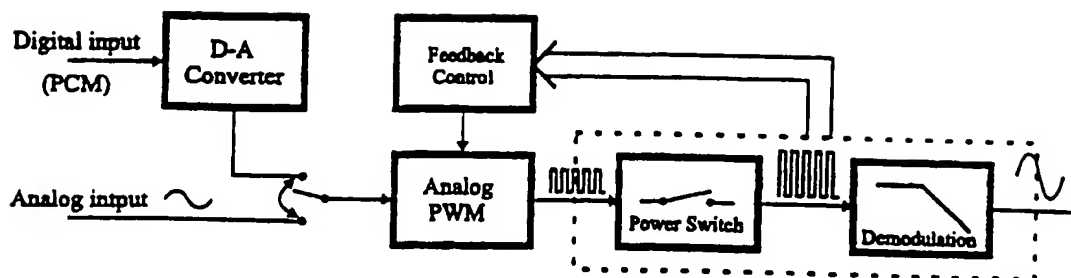 Digital input
(PCM)
D-A
Converter
Feedback
Control
Analog intput
Analog
PWM
Power Switch
Demodulation